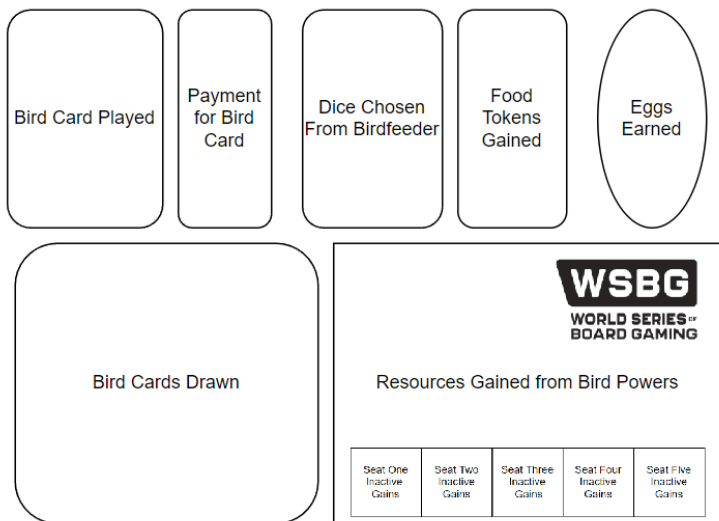 Bird Card Played
Payment
for Bird
Card
Dice Chosen
From Birdfeeder
Food
Tokens
Gained
Eggs
Earned
Bird Cards Drawn
WSBG
WORLD SERIES OF
BOARD GAMING
Resources Gained from Bird Powers
Seat One
Inactive
Gains
Seat Two
Inactive
Gains
Seat Three
Inactive
Gains
Seat Four
Inactive
Gains
Seat Five
Inactive
Gains